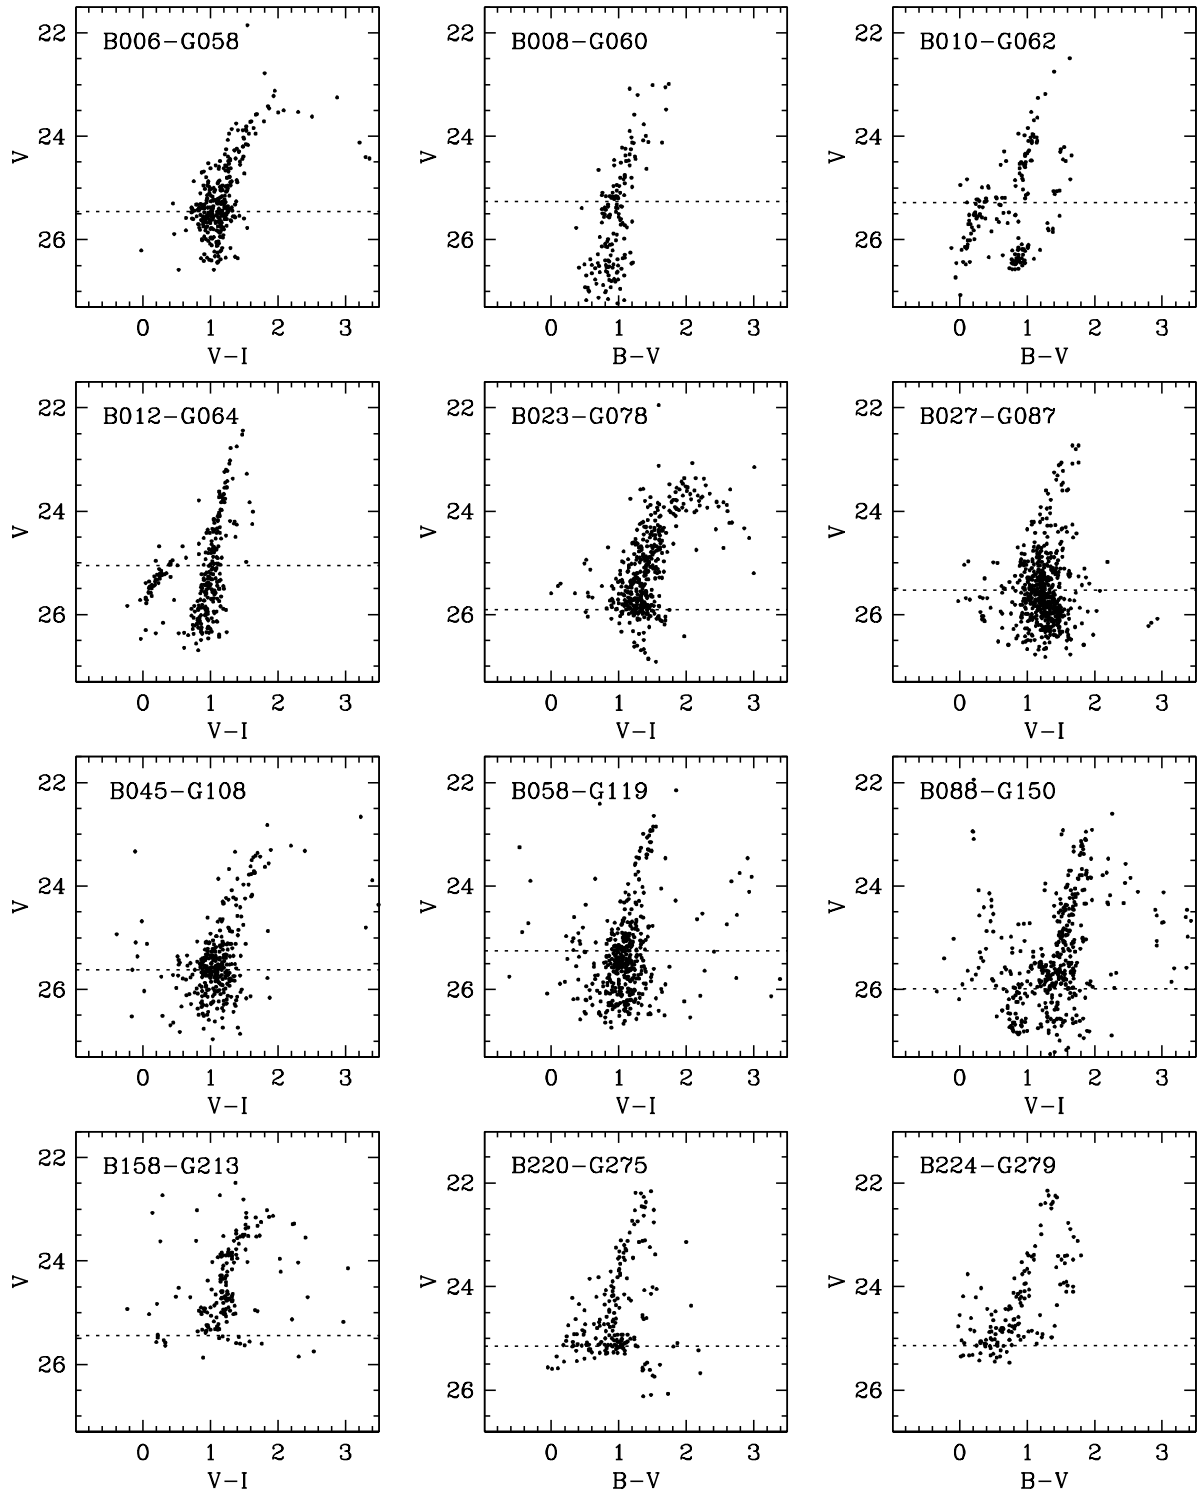 B006-G058
B008-G060
B010-G062
22
24
26
V
0 1 2 3
V-I
22
24
26
V
0 1 2 3
B-V
22
24
26
V
0 1 2 3
B-V
B012-G064
B023-G078
B027-G087
22
24
26
V
0 1 2 3
V-I
22
24
26
V
0 1 2 3
V-I
22
24
26
V
0 1 2 3
V-I
B045-G108
B058-G119
B088-G150
22
24
26
V
0 1 2 3
V-I
22
24
26
V
0 1 2 3
V-I
22
24
26
V
0 1 2 3
V-I
B158-G213
B220-G275
B224-G279
22
24
26
V
0 1 2 3
V-I
22
24
26
V
0 1 2 3
B-V
22
24
26
V
0 1 2 3
B-V